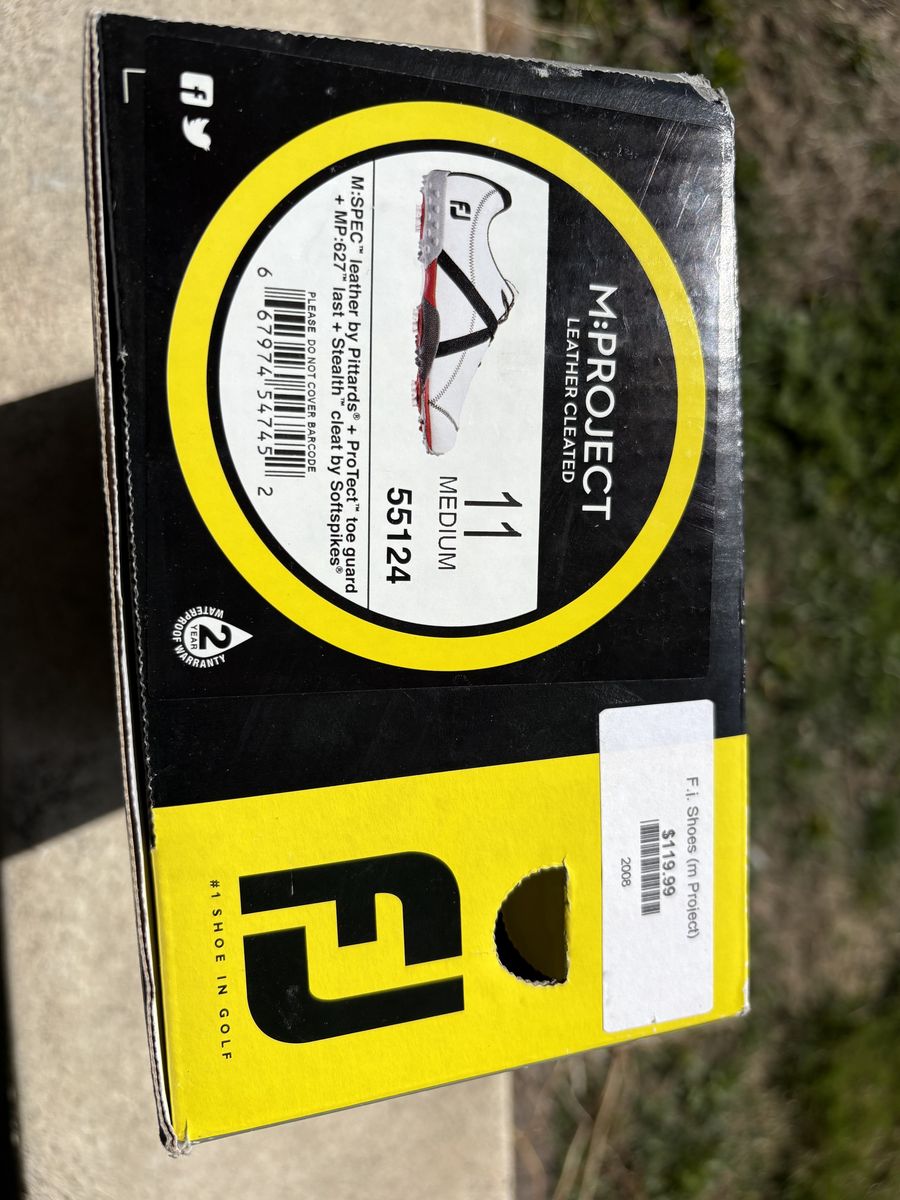 M:PROJECT
LEATHER CLEATED
FJ
11
MEDIUM
55124
M:SPEC™ leather by Pittards® + ProTect™ toe guard
+ MP:627™ last + Stealth™ cleat by Softspikes®
PLEASE DO NOT COVER BARCODE
6 67974 54745 2
f
2
YEAR
WATERPROOF WARRANTY
F.j. Shoes (m Project)
$119.99
2008
FJ
#1 SHOE IN GOLF